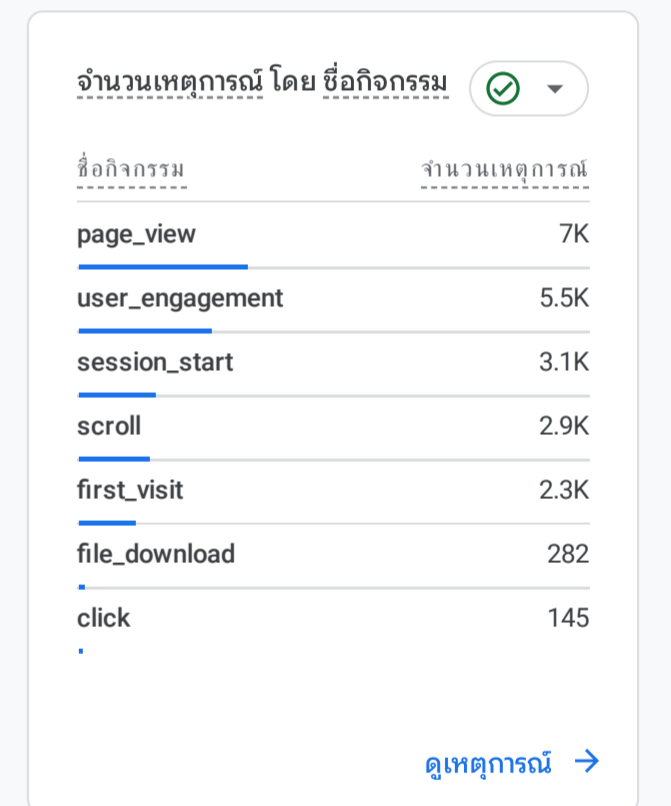 จำนวนเหตุการณ์ โดย ชื่อกิจกรรม
ชื่อกิจกรรม จำนวนเหตุการณ์
page_view 7K
user_engagement 5.5K
session_start 3.1K
scroll 2.9K
first_visit 2.3K
file_download 282
click 145
ดูเหตุการณ์